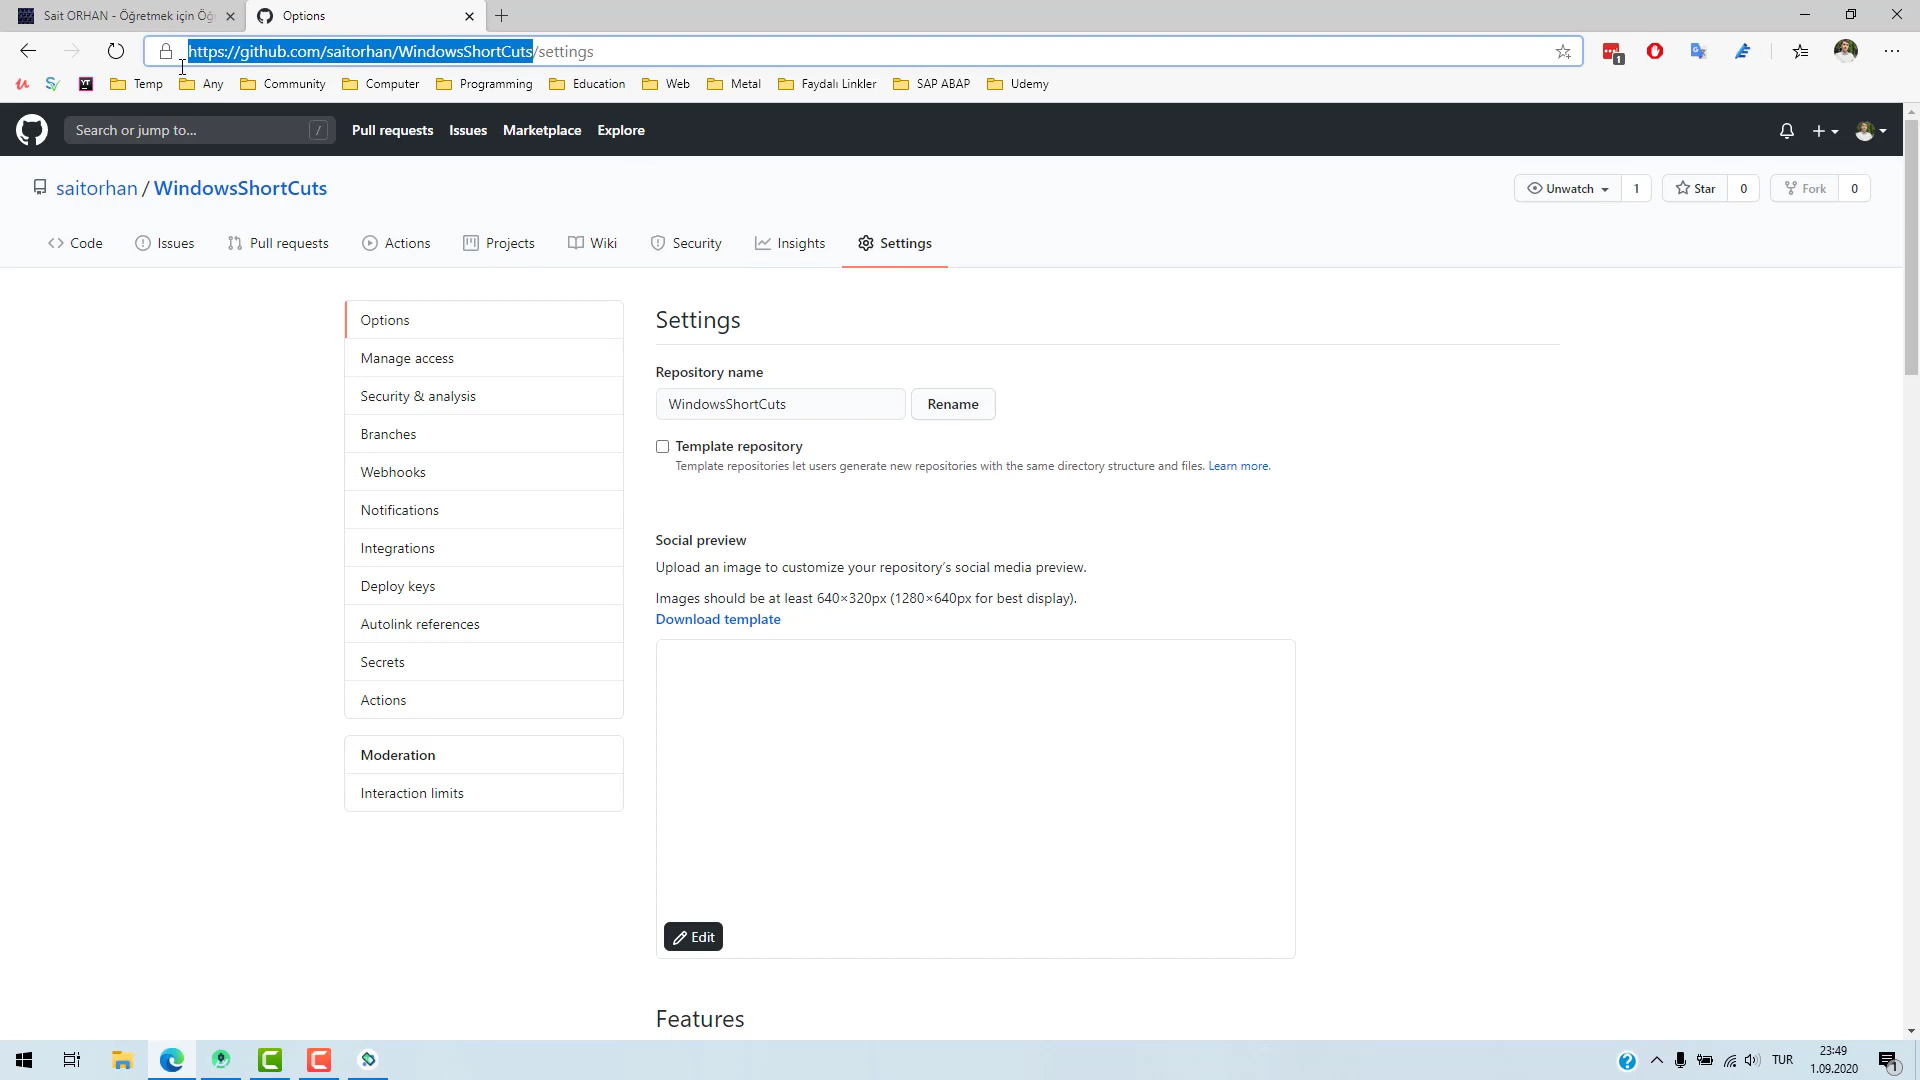 Sait ORHAN - Öğretmek için Öğ
Options
https://github.com/saitorhan/WindowsShortCuts/settings
1
Temp
Any
Community
Computer
Programming
Education
Web
Metal
Faydalı Linkler
SAP ABAP
Udemy
Search or jump to...
/
Pull requests
Issues
Marketplace
Explore
saitorhan / WindowsShortCuts
Unwatch
1
Star
0
Fork
0
Code
Issues
Pull requests
Actions
Projects
Wiki
Security
Insights
Settings
Options
Manage access
Security & analysis
Branches
Webhooks
Notifications
Integrations
Deploy keys
Autolink references
Secrets
Actions
Moderation
Interaction limits
Settings
Repository name
WindowsShortCuts
Rename
Template repository
Template repositories let users generate new repositories with the same directory structure and files. Learn more.
Social preview
Upload an image to customize your repository's social media preview.
Images should be at least 640×320px (1280×640px for best display).
Download template
Edit
Features
TUR
23:49
1.09.2020
1